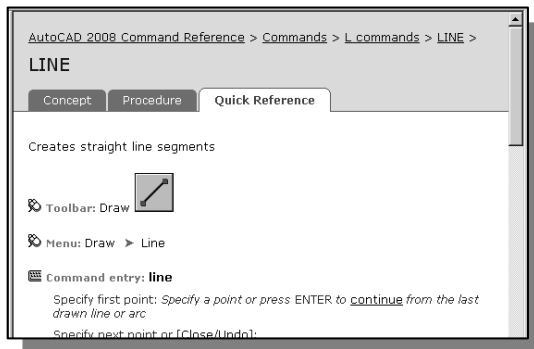 AutoCAD 2008 Command Reference > Commands > L commands > LINE >
LINE
Concept Procedure Quick Reference
Creates straight line segments
Toolbar: Draw
Menu: Draw ➤ Line
Command entry: line
Specify first point: Specify a point or press ENTER to continue from the last
drawn line or arc
Specify next point or [Close/Undo]: